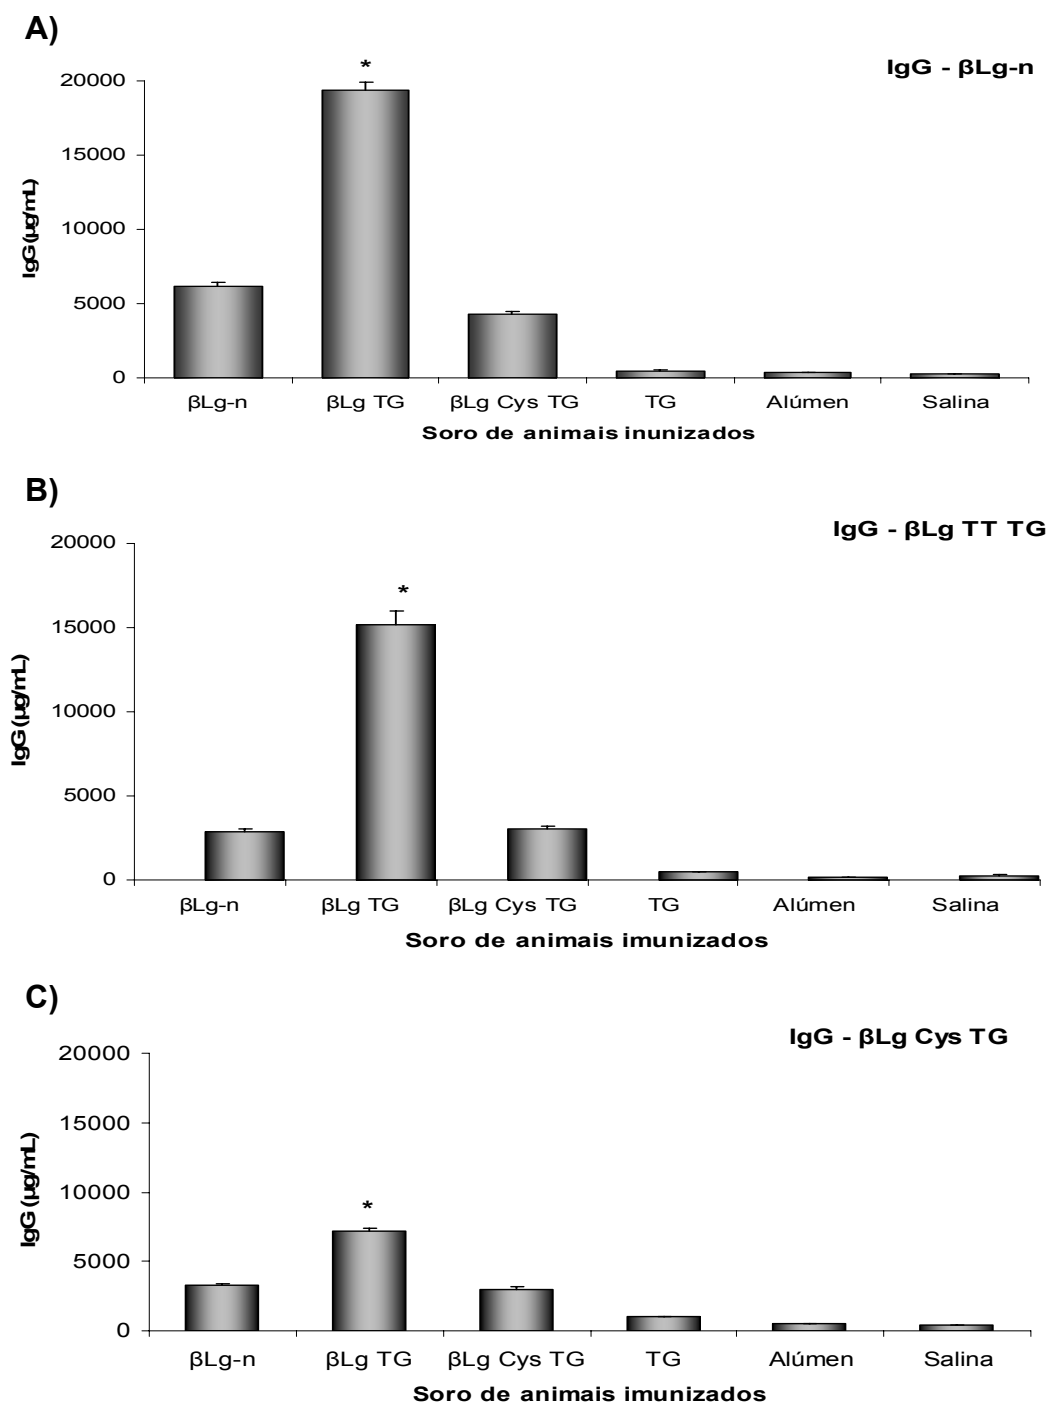 A)
IgG - βLg-n
*
20000
15000
10000
5000
0
IgG(µg/mL)
βLg-n βLg TG βLg Cys TG TG Alúmen Salina
Soro de animais inunizados
B)
IgG - βLg TT TG
20000
*
15000
10000
5000
0
IgG(µg/mL)
βLg-n βLg TG βLg Cys TG TG Alúmen Salina
Soro de animais imunizados
C)
IgG - βLg Cys TG
20000
15000
10000
*
5000
0
IgG (µg/mL)
βLg-n βLg TG βLg Cys TG TG Alúmen Salina
Soro de animais imunizados